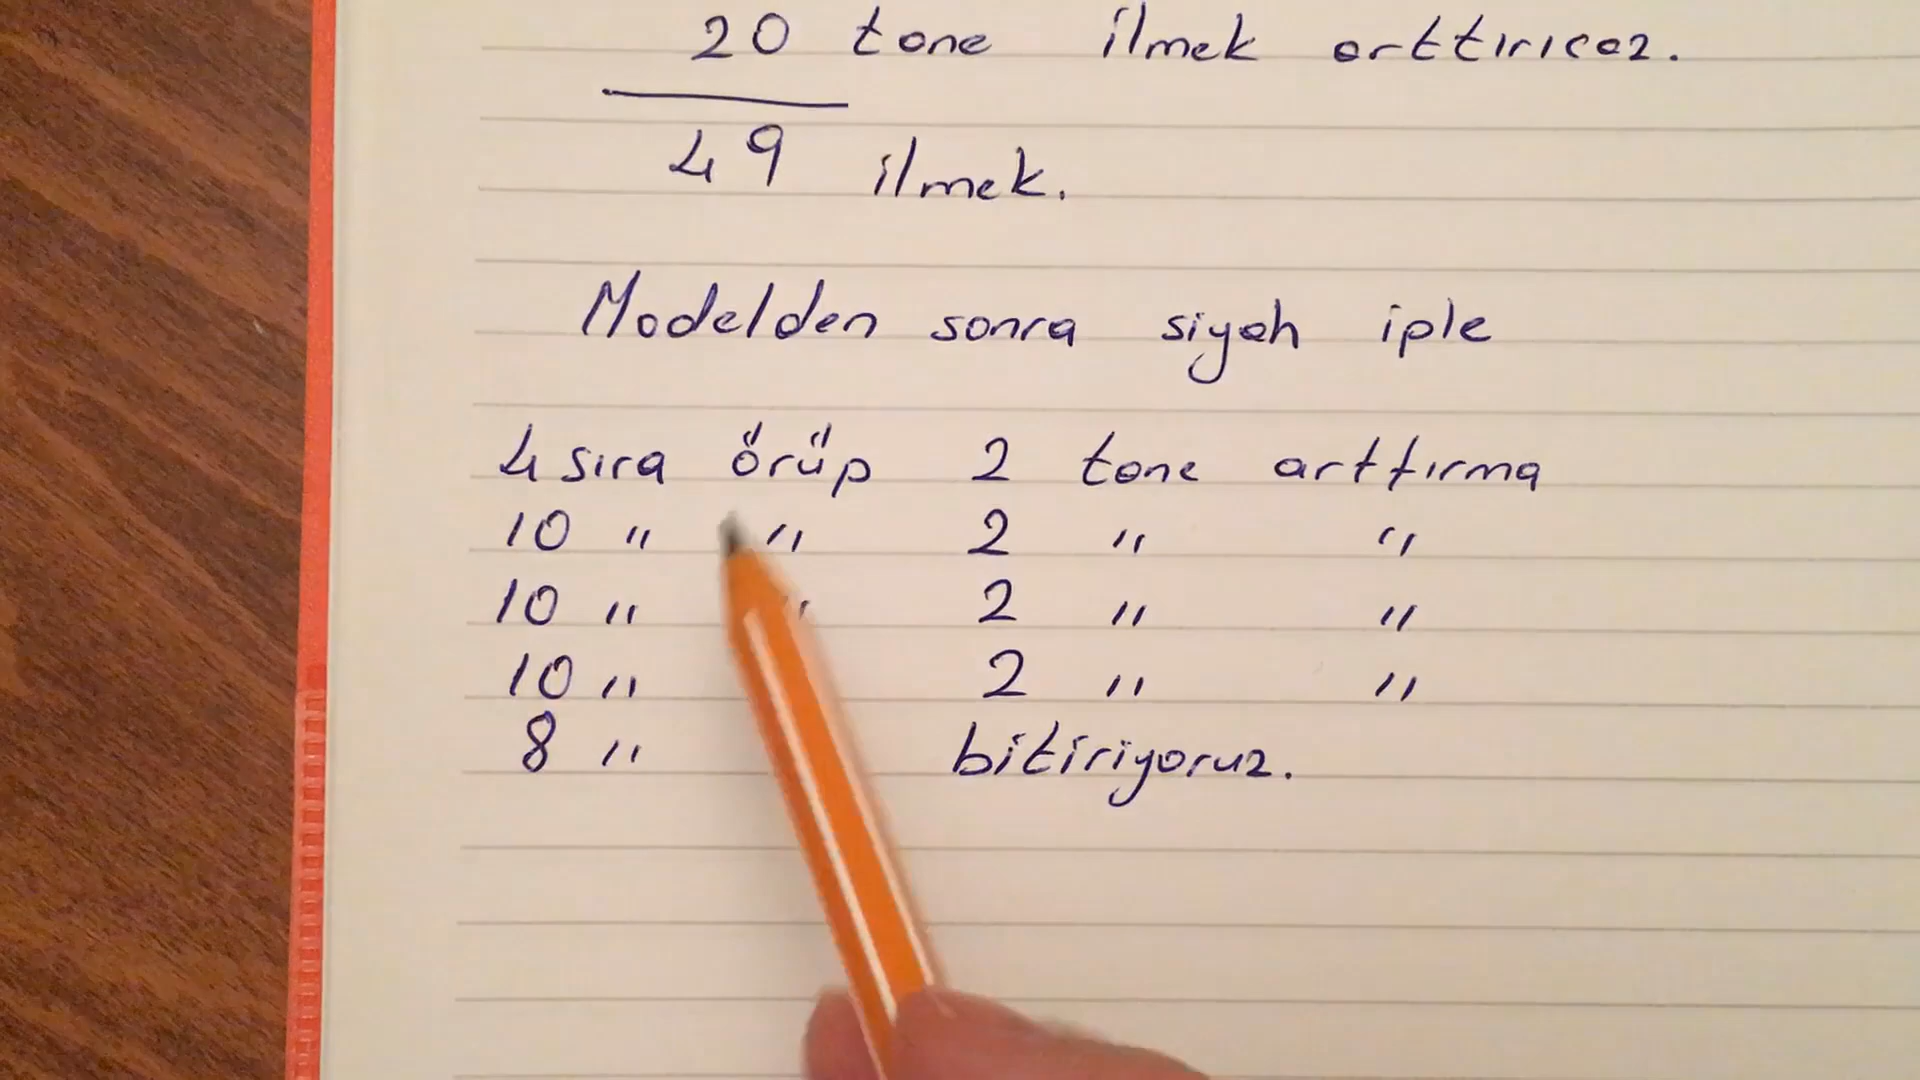 20 tane ilmek arttırıcaz.
49 ilmek.
Modelden sonra siyah iple
4 sıra örüp 2 tane arttırma
10 " " 2 " "
10 " " 2 " "
10 " 2 " "
8 " bitiriyoruz.